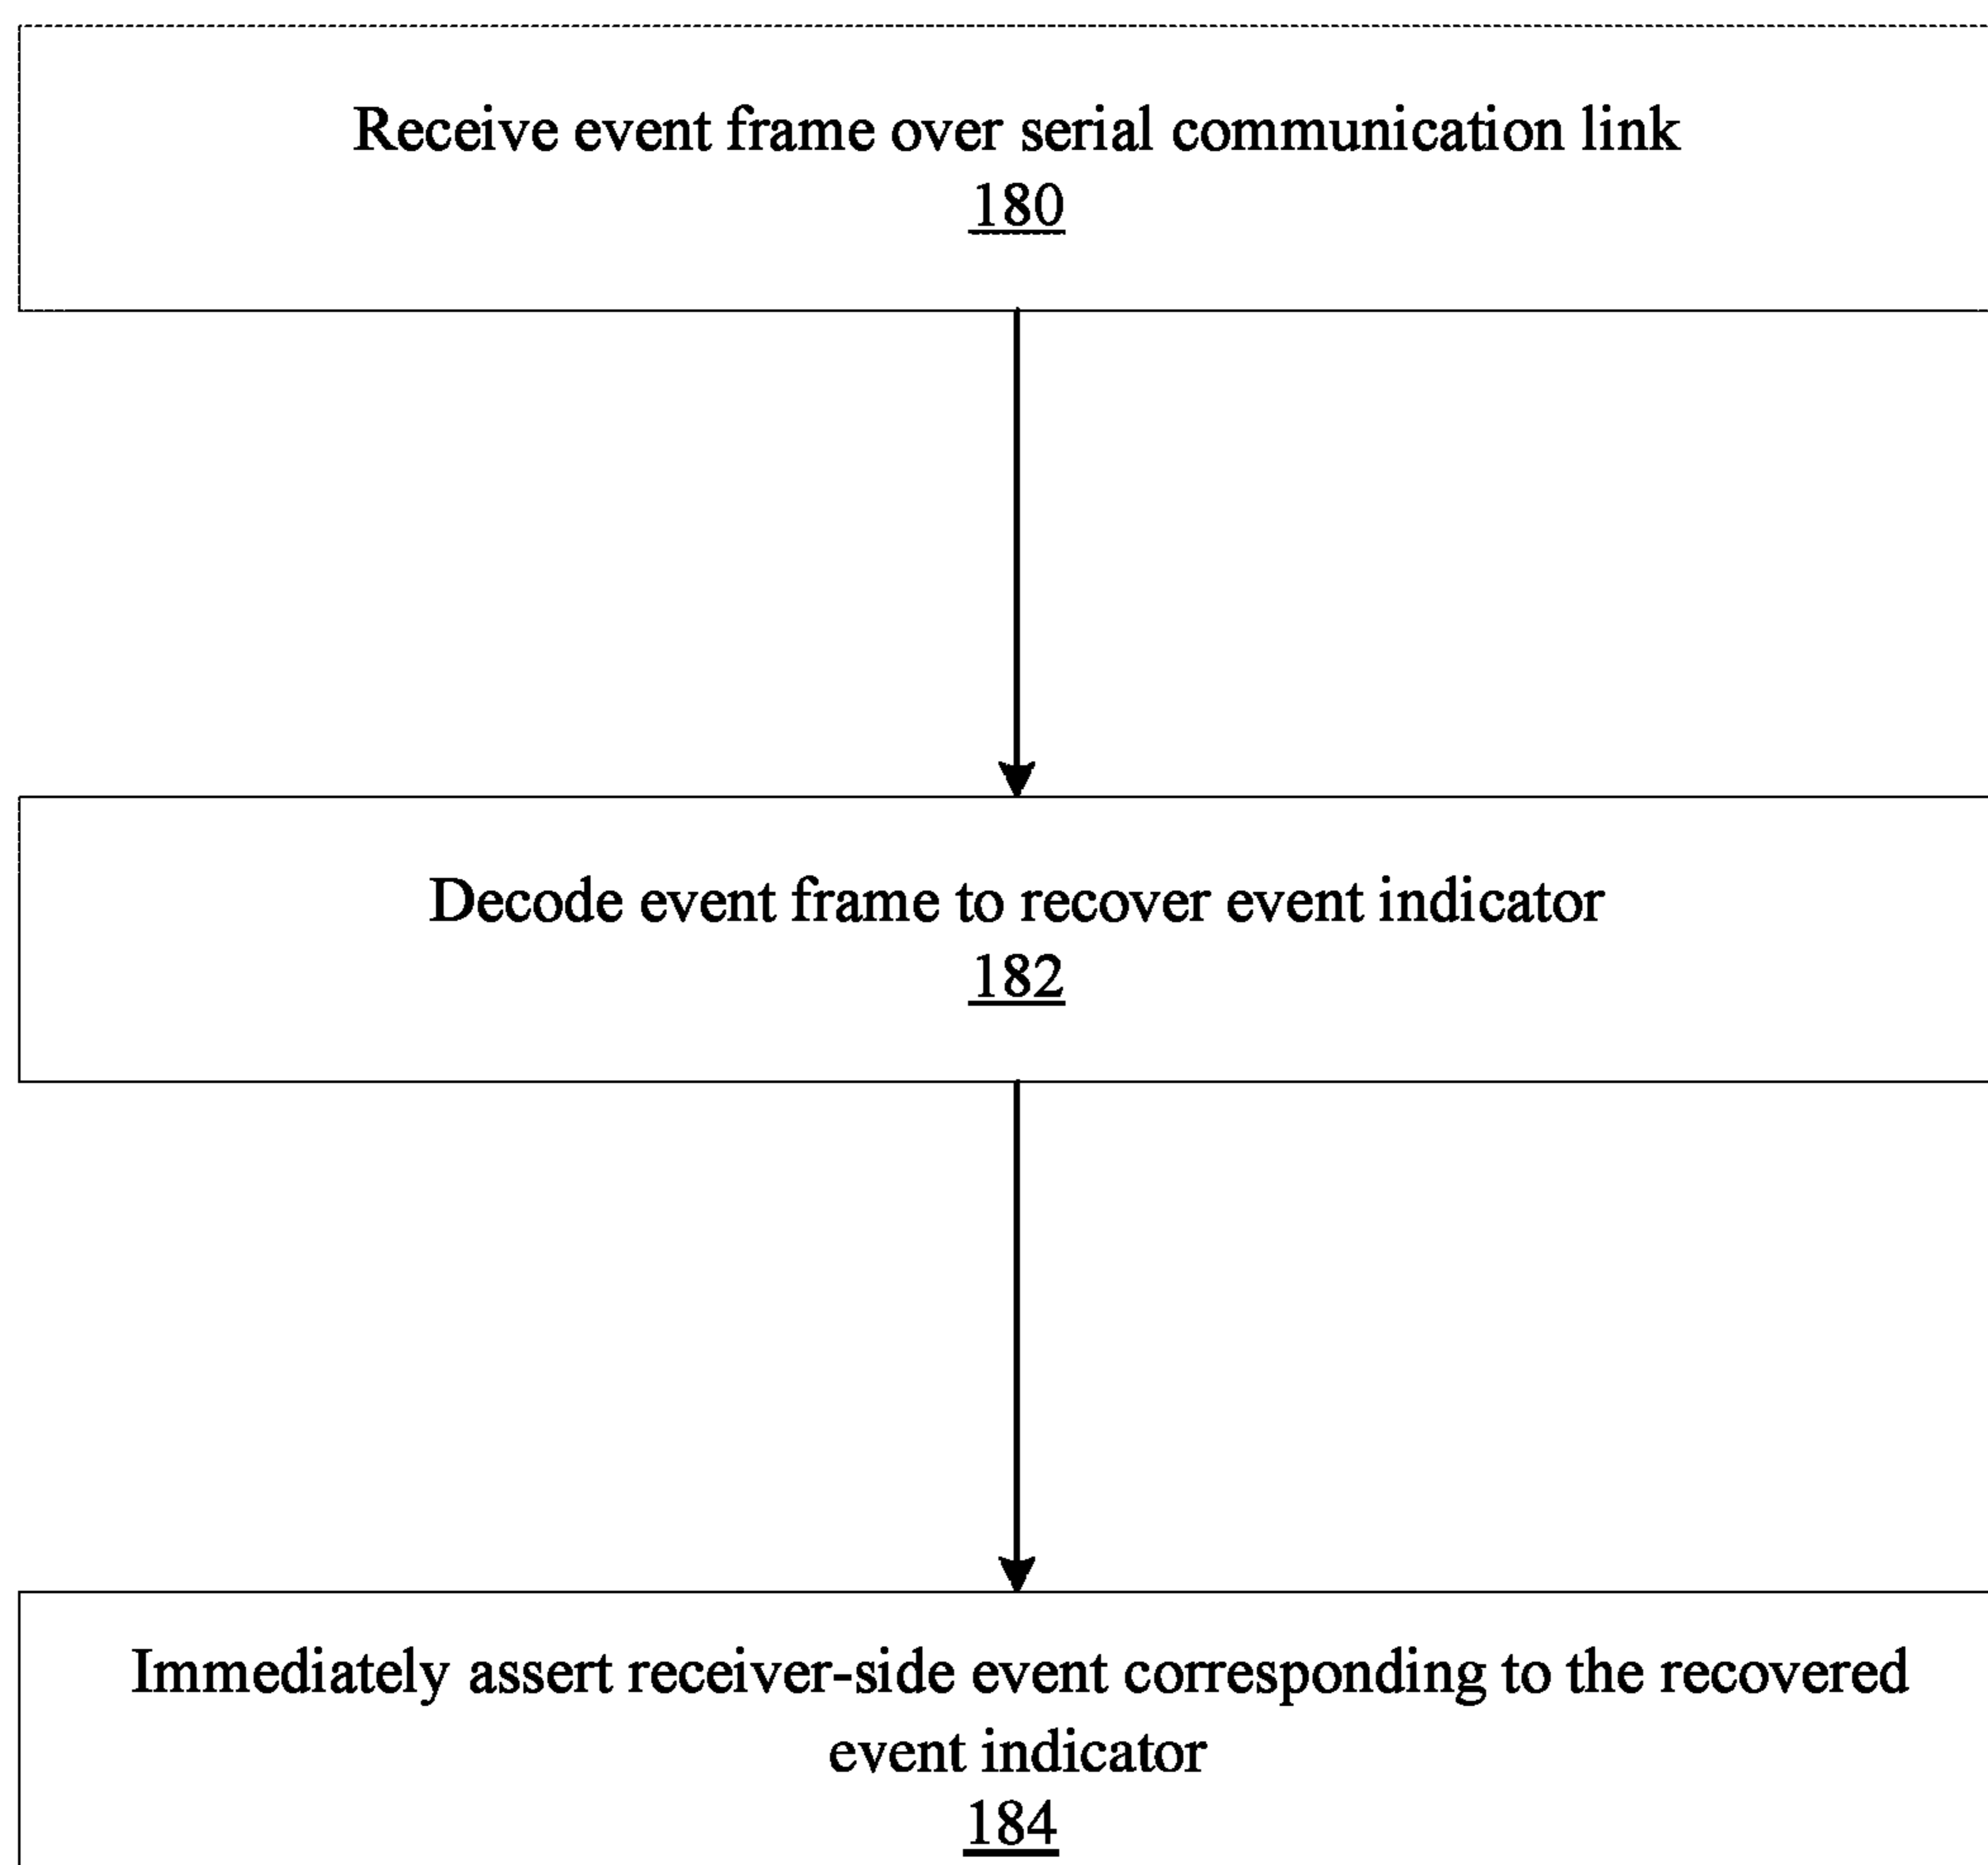 Receive event frame over serial communication link
180
Decode event frame to recover event indicator
182
Immediately assert receiver-side event corresponding to the recovered
event indicator
184